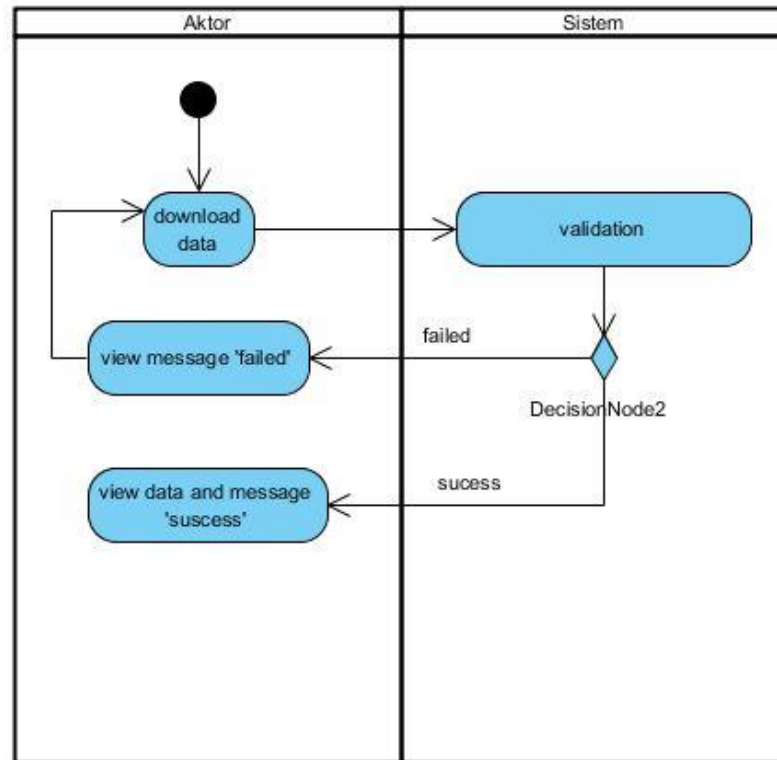 Aktor
Sistem
download
data
validation
view message 'failed'
failed
DecisionNode2
view data and message
'suscess'
sucess